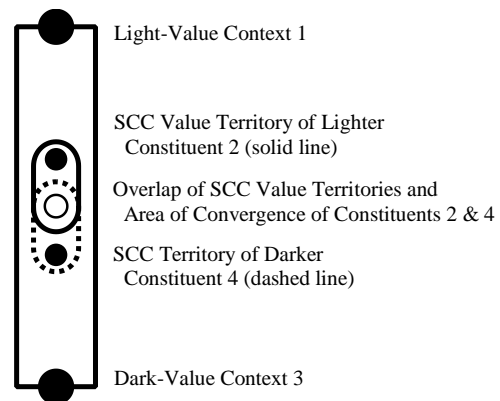 Light-Value Context 1
SCC Value Territory of Lighter
Constituent 2 (solid line)
Overlap of SCC Value Territories and
Area of Convergence of Constituents 2 & 4
SCC Territory of Darker
Constituent 4 (dashed line)
Dark-Value Context 3